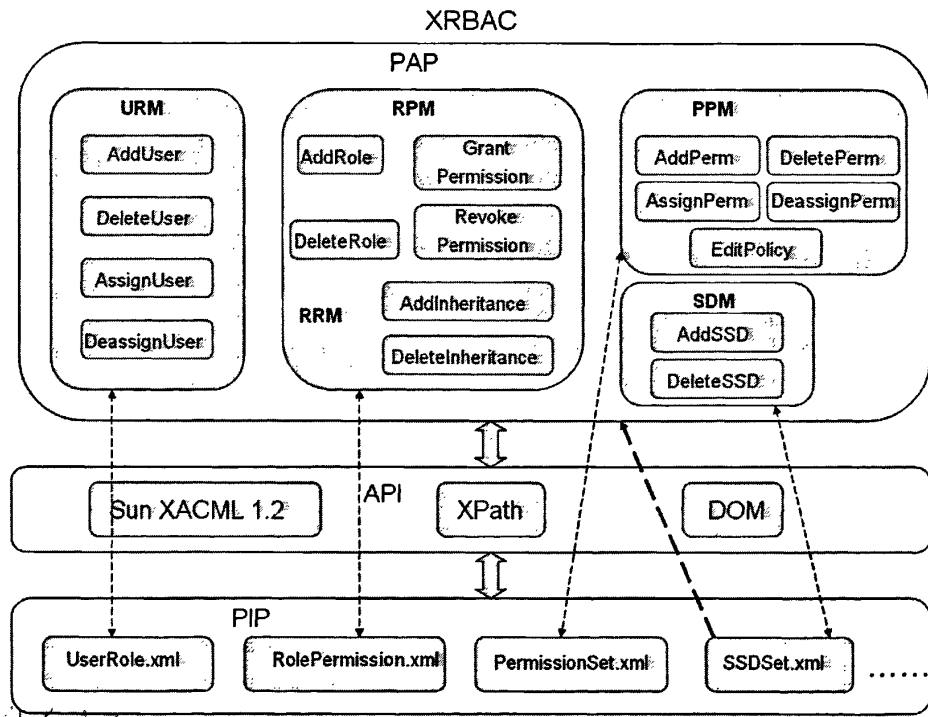 XRBAC
PAP
URM
AddUser
DeleteUser
AssignUser
DeassignUser
RPM
AddRole
Grant
Permission
DeleteRole
Revoke
Permission
RRM
AddInheritance
DeleteInheritance
PPM
AddPerm
DeletePerm
AssignPerm
DeassignPerm
EditPolicy
SDM
AddSSD
DeleteSSD
API
Sun XACML 1.2
XPath
DOM
PIP
UserRole.xml
RolePermission.xml
PermissionSet.xml
SSDSet.xml
......